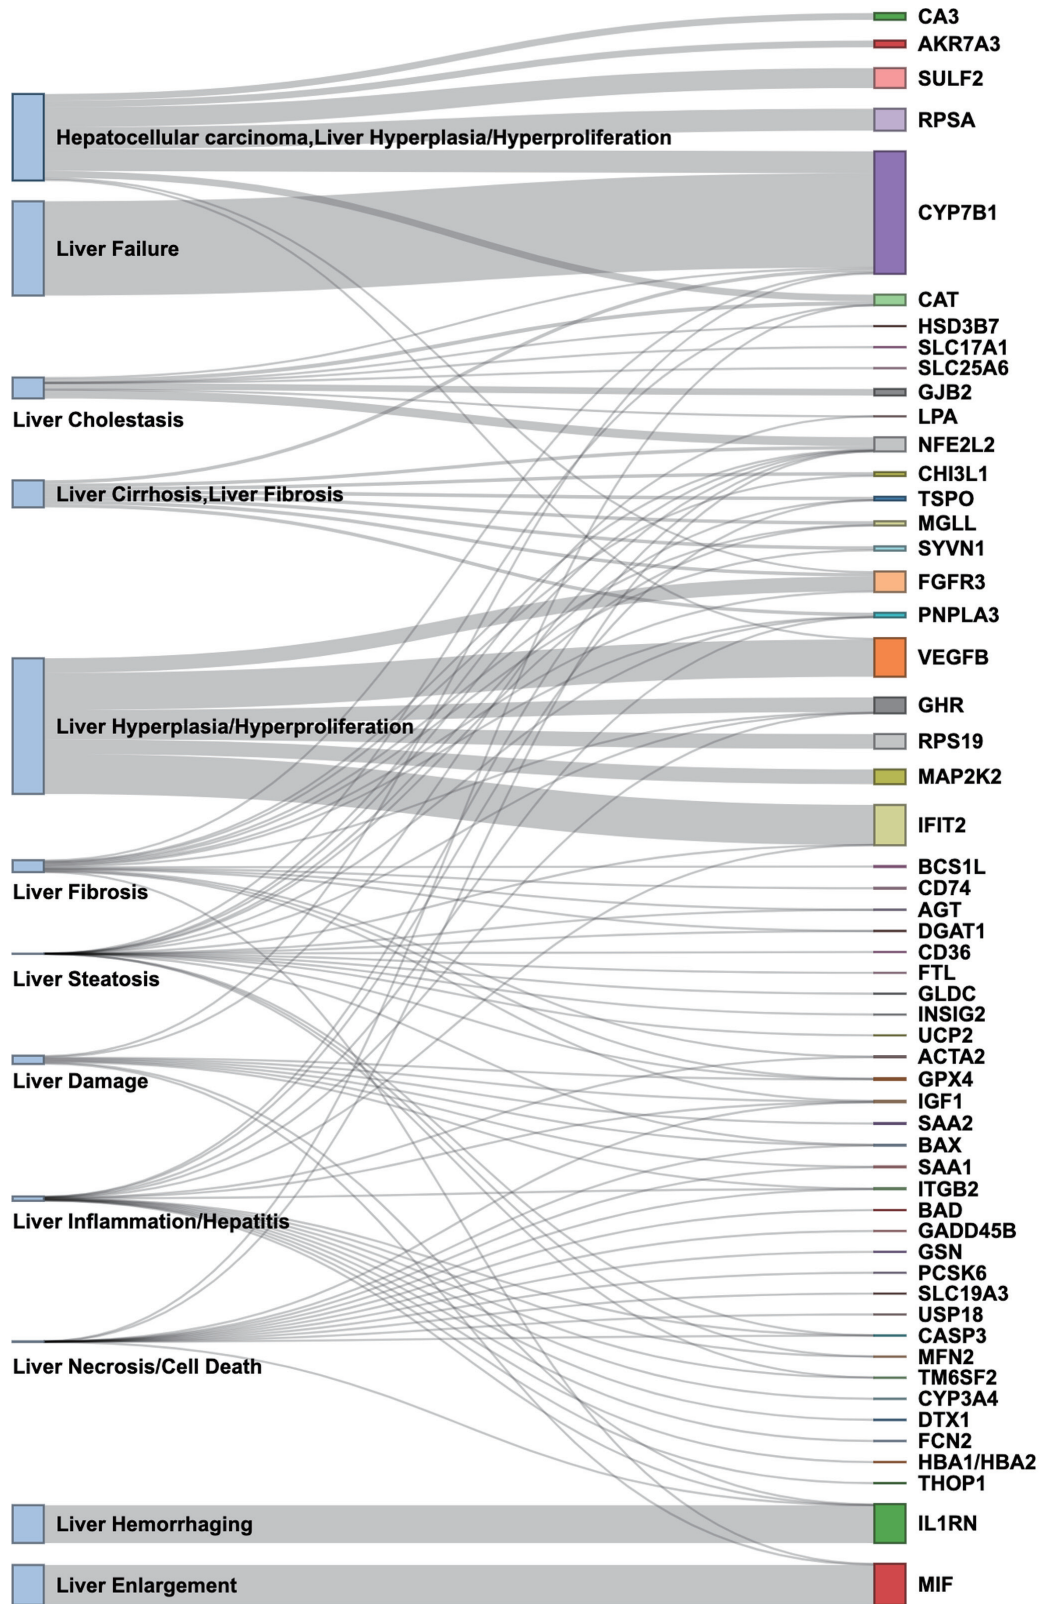 CA3
AKR7A3
SULF2
RPSA
Hepatocellular carcinoma,Liver Hyperplasia/Hyperproliferation
CYP7B1
Liver Failure
CAT
HSD3B7
SLC17A1
SLC25A6
GJB2
LPA
Liver Cholestasis
NFE2L2
CHI3L1
Liver Cirrhosis,Liver Fibrosis
TSPO
MGLL
SYVN1
FGFR3
PNPLA3
VEGFB
GHR
Liver Hyperplasia/Hyperproliferation
RPS19
MAP2K2
IFIT2
BCS1L
CD74
Liver Fibrosis
AGT
DGAT1
CD36
FTL
Liver Steatosis
GLDC
INSIG2
UCP2
ACTA2
GPX4
Liver Damage
IGF1
SAA2
BAX
SAA1
ITGB2
BAD
Liver Inflammation/Hepatitis
GADD45B
GSN
PCSK6
SLC19A3
USP18
CASP3
MFN2
Liver Necrosis/Cell Death
TM6SF2
CYP3A4
DTX1
FCN2
HBA1/HBA2
THOP1
Liver Hemorrhaging
IL1RN
Liver Enlargement
MIF